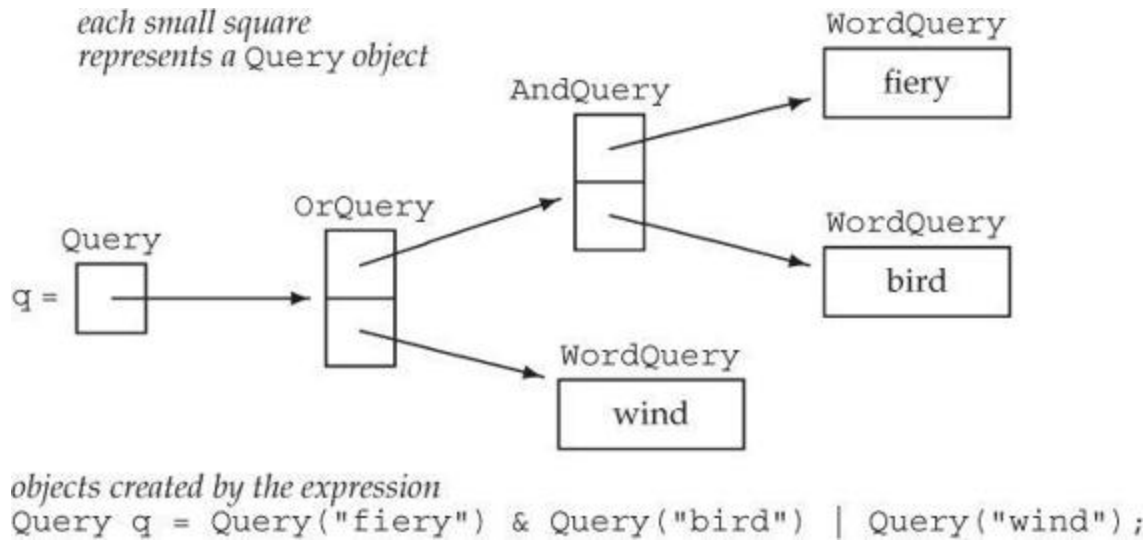 each small square
represents a Query object
WordQuery
fiery
AndQuery
WordQuery
bird
OrQuery
Query
q =
WordQuery
wind
objects created by the expression
Query q = Query("fiery") & Query("bird") | Query("wind");